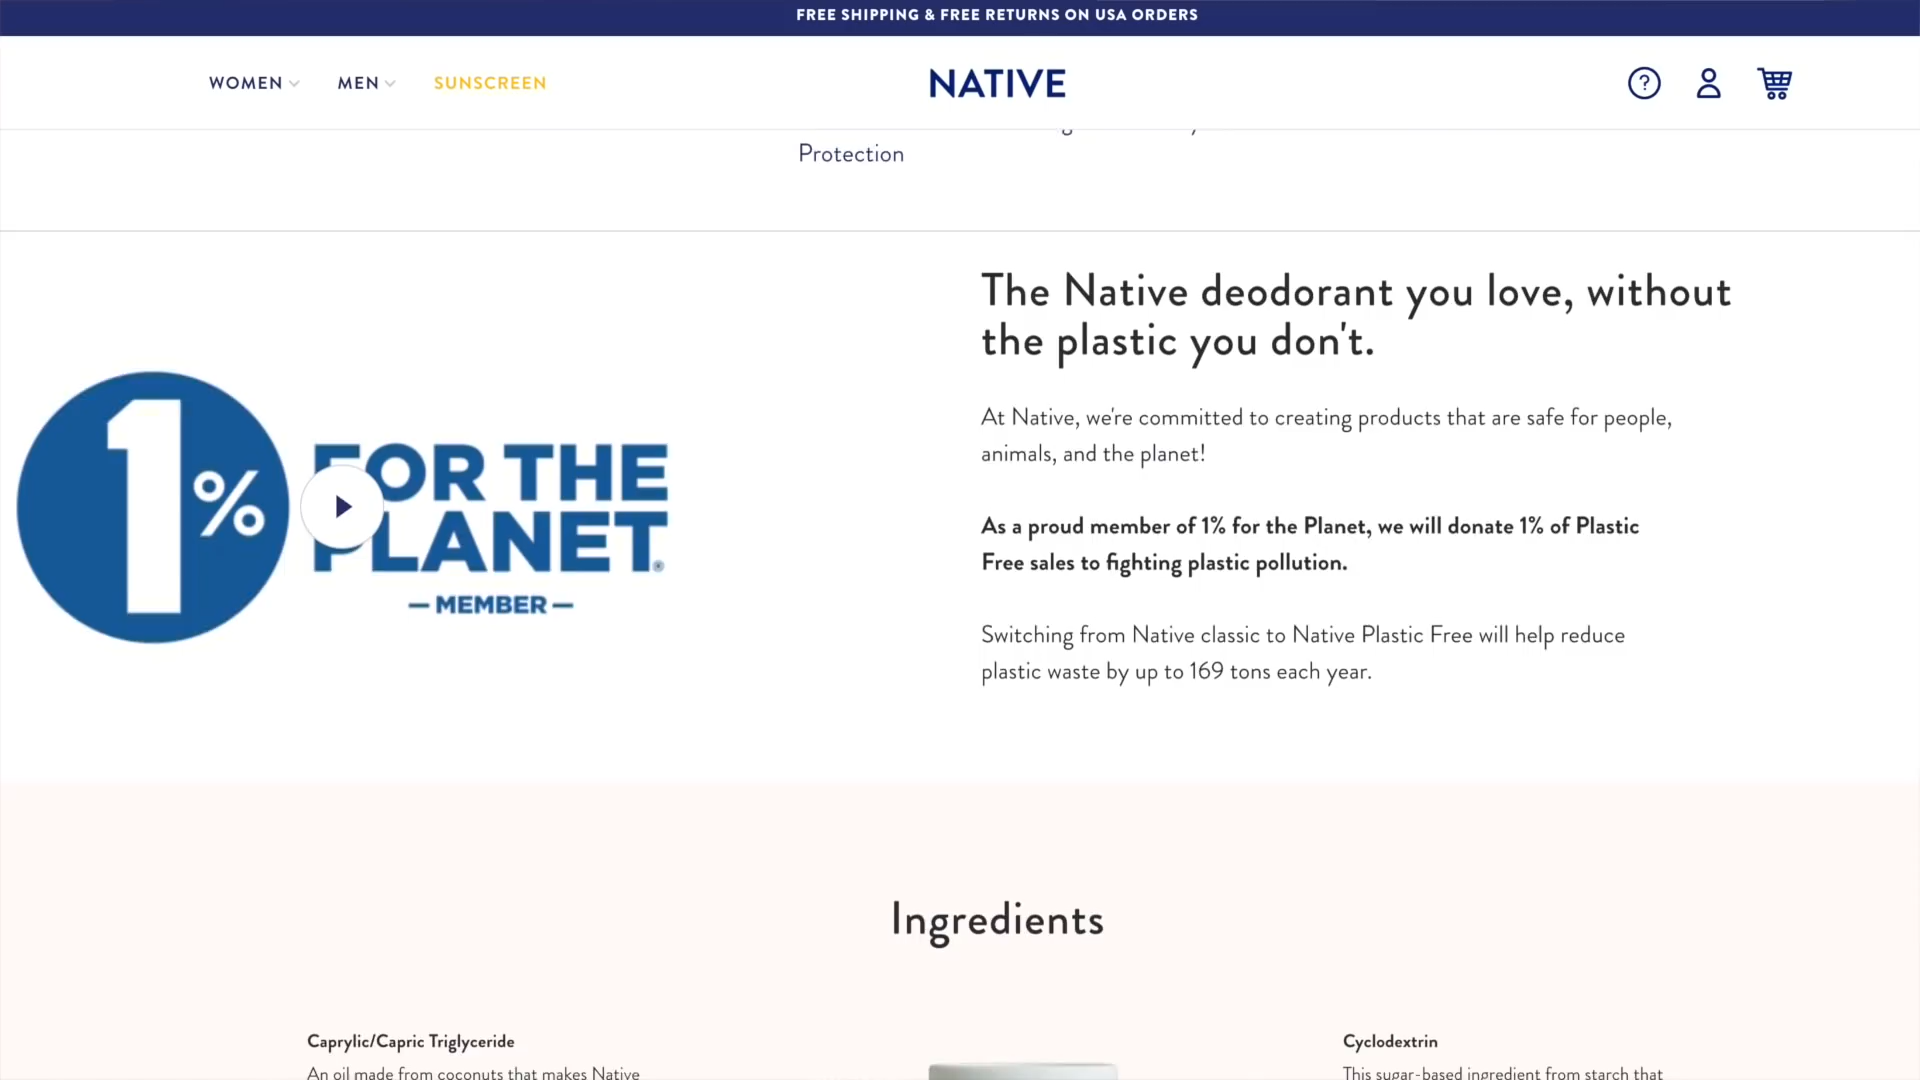 FREE SHIPPING & FREE RETURNS ON USA ORDERS
WOMEN MEN SUNSCREEN NATIVE
Protection
The Native deodorant you love, without
the plastic you don't.
At Native, we're committed to creating products that are safe for people,
animals, and the planet!
As a proud member of 1% for the Planet, we will donate 1% of Plastic
Free sales to fighting plastic pollution.
Switching from Native classic to Native Plastic Free will help reduce
plastic waste by up to 169 tons each year.
1% FOR THE
PLANET®
— MEMBER —
Ingredients
Caprylic/Capric Triglyceride
An oil made from coconuts that makes Native
Cyclodextrin
This sugar-based ingredient from starch that